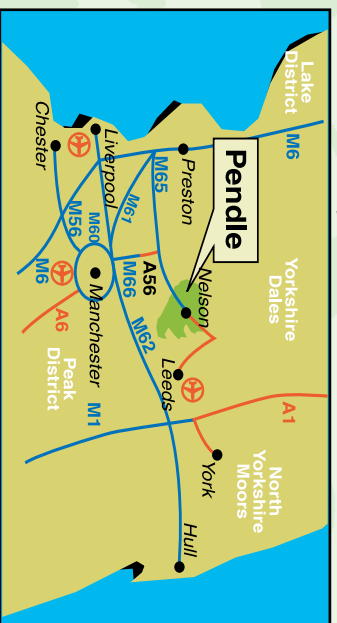 Lake
District
M6
Yorkshire
Dales
A1
North
Yorkshire
Moors
Pendle
Preston
Nelson
Leeds
York
Hull
M65
A56
M61
M66
M62
Liverpool
Chester
M60
M56
Manchester
M6
A6
Peak
District
M1